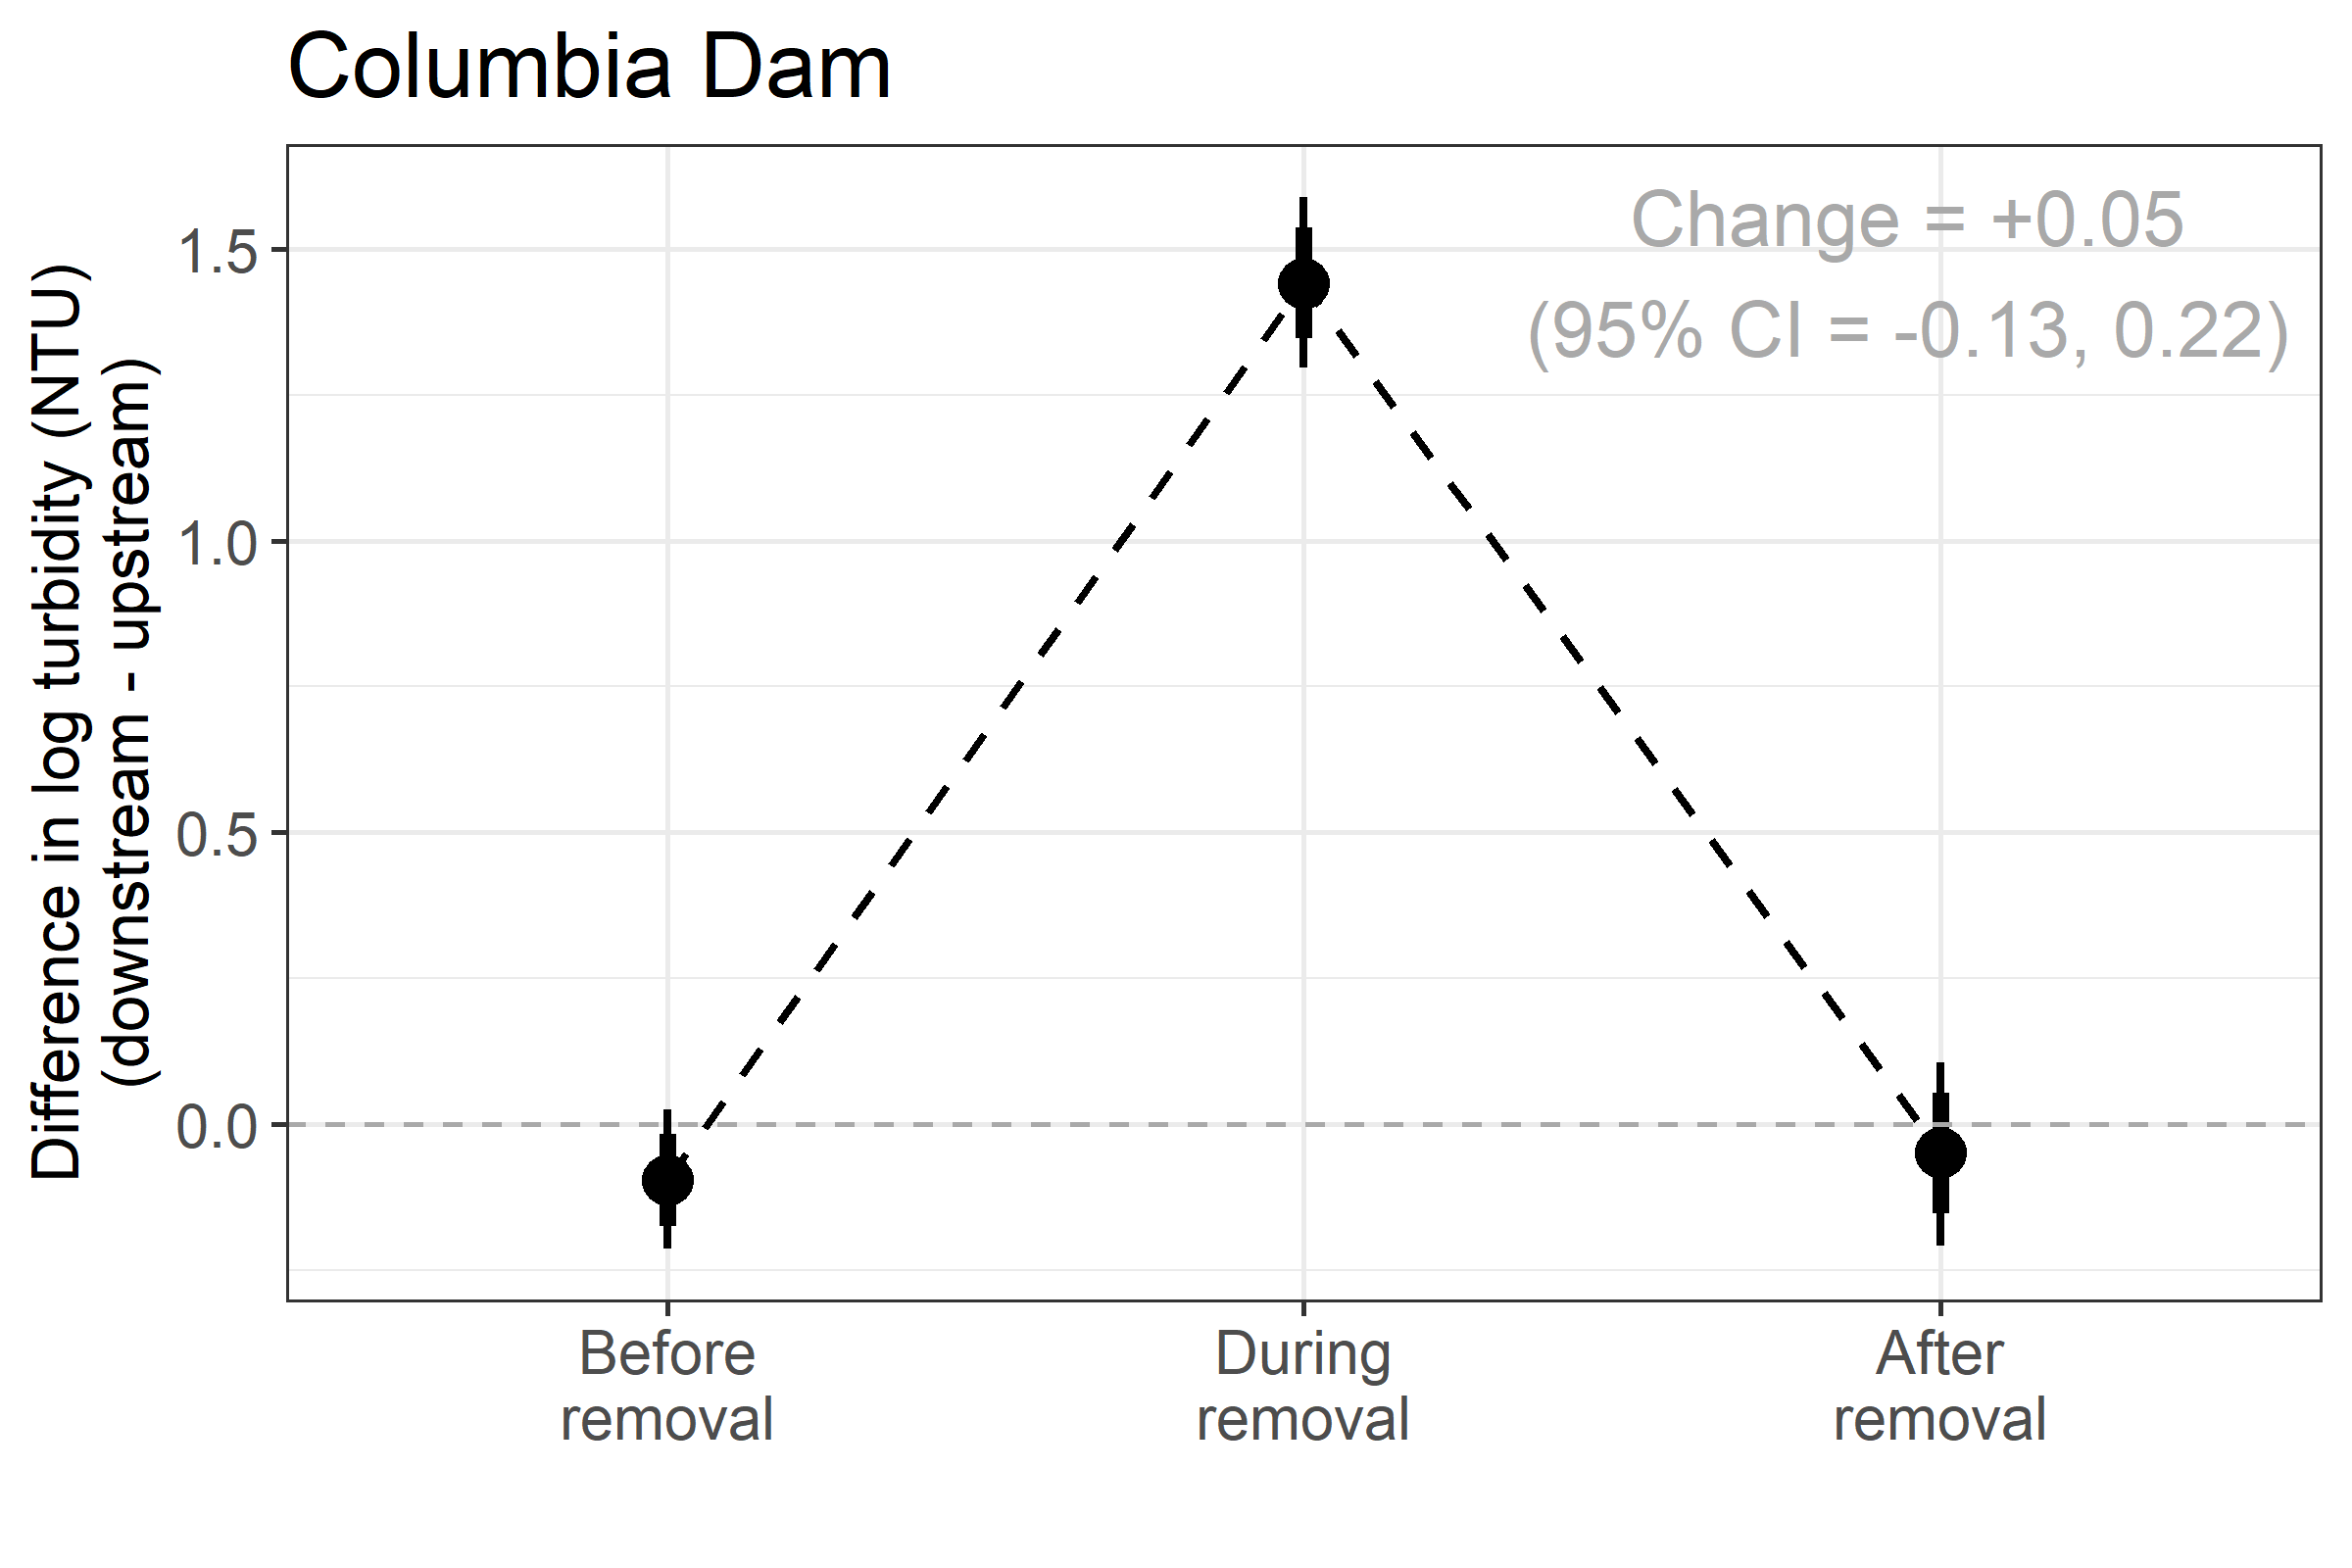 Columbia Dam
Change = +0.05
(95% CI = -0.13, 0.22)
Difference in log turbidity (NTU)
(downstream - upstream)
1.5
1.0
0.5
0.0
Before
removal
During
removal
After
removal